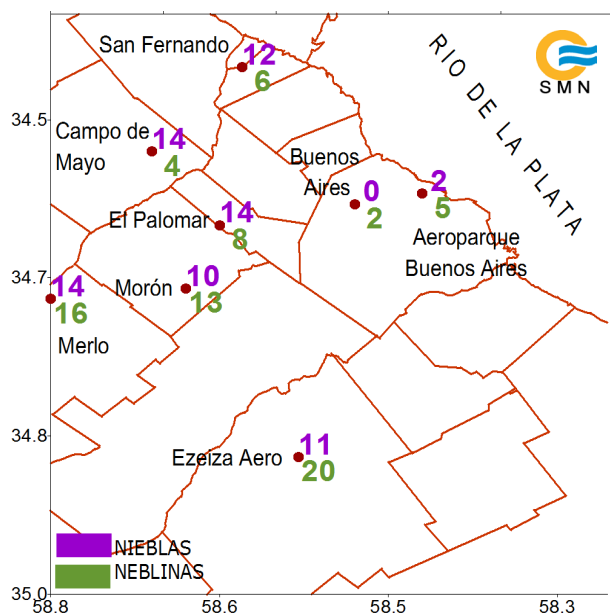 San Fernando
12
6
RIO DE LA PLATA
SMN
34.5
Campo de
Mayo
14
4
Buenos
Aires
0
2
2
5
El Palomar
14
8
Aeroparque
Buenos Aires
34.7
14
16
Merlo
Morón
10
13
34.8
Ezeiza Aero
11
20
NIEBLAS
NEBLINAS
35.0
58.8
58.6
58.5
58.3